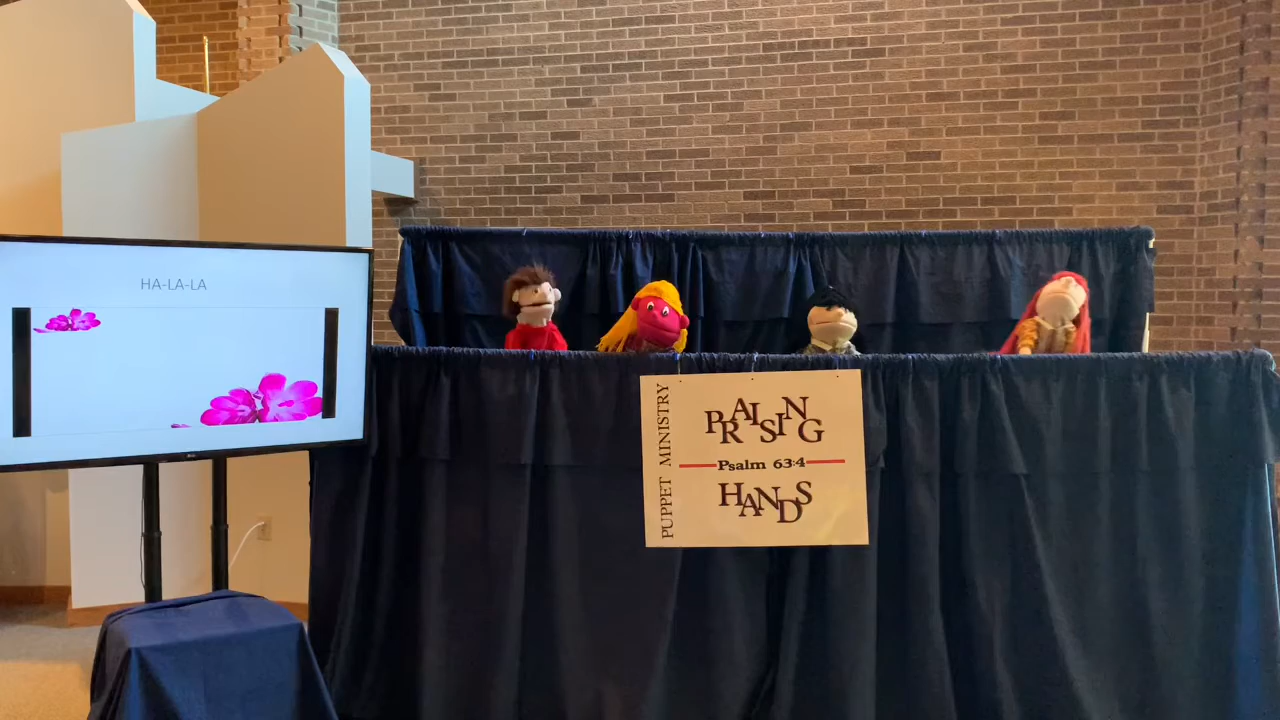 HA-LA-LA
PUPPET MINISTRY
PRAISING
Psalm 63:4
HANDS